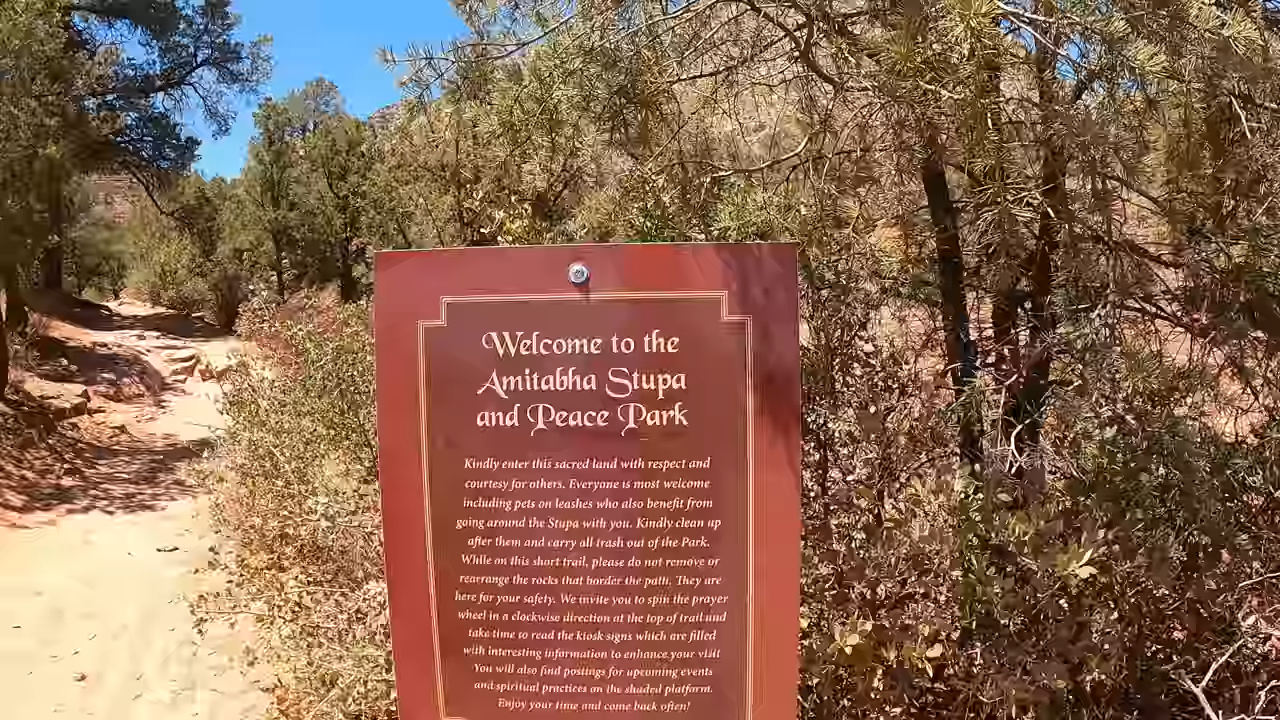 Welcome to the
Amitabha Stupa
and Peace Park
Kindly enter this sacred land with respect and
courtesy for others. Everyone is most welcome
including pets on leashes who also benefit from
going around the Stupa with you. Kindly clean up
after them and carry all trash out of the Park.
While on this short trail, please do not remove or
rearrange the rocks that border the path. They are
here for your safety. We invite you to spin the prayer
wheel in a clockwise direction at the top of trail and
take time to read the kiosk signs which are filled
with interesting information to enhance your visit
You will also find postings for upcoming events
and spiritual practices on the shaded platform.
Enjoy your time and come back often!